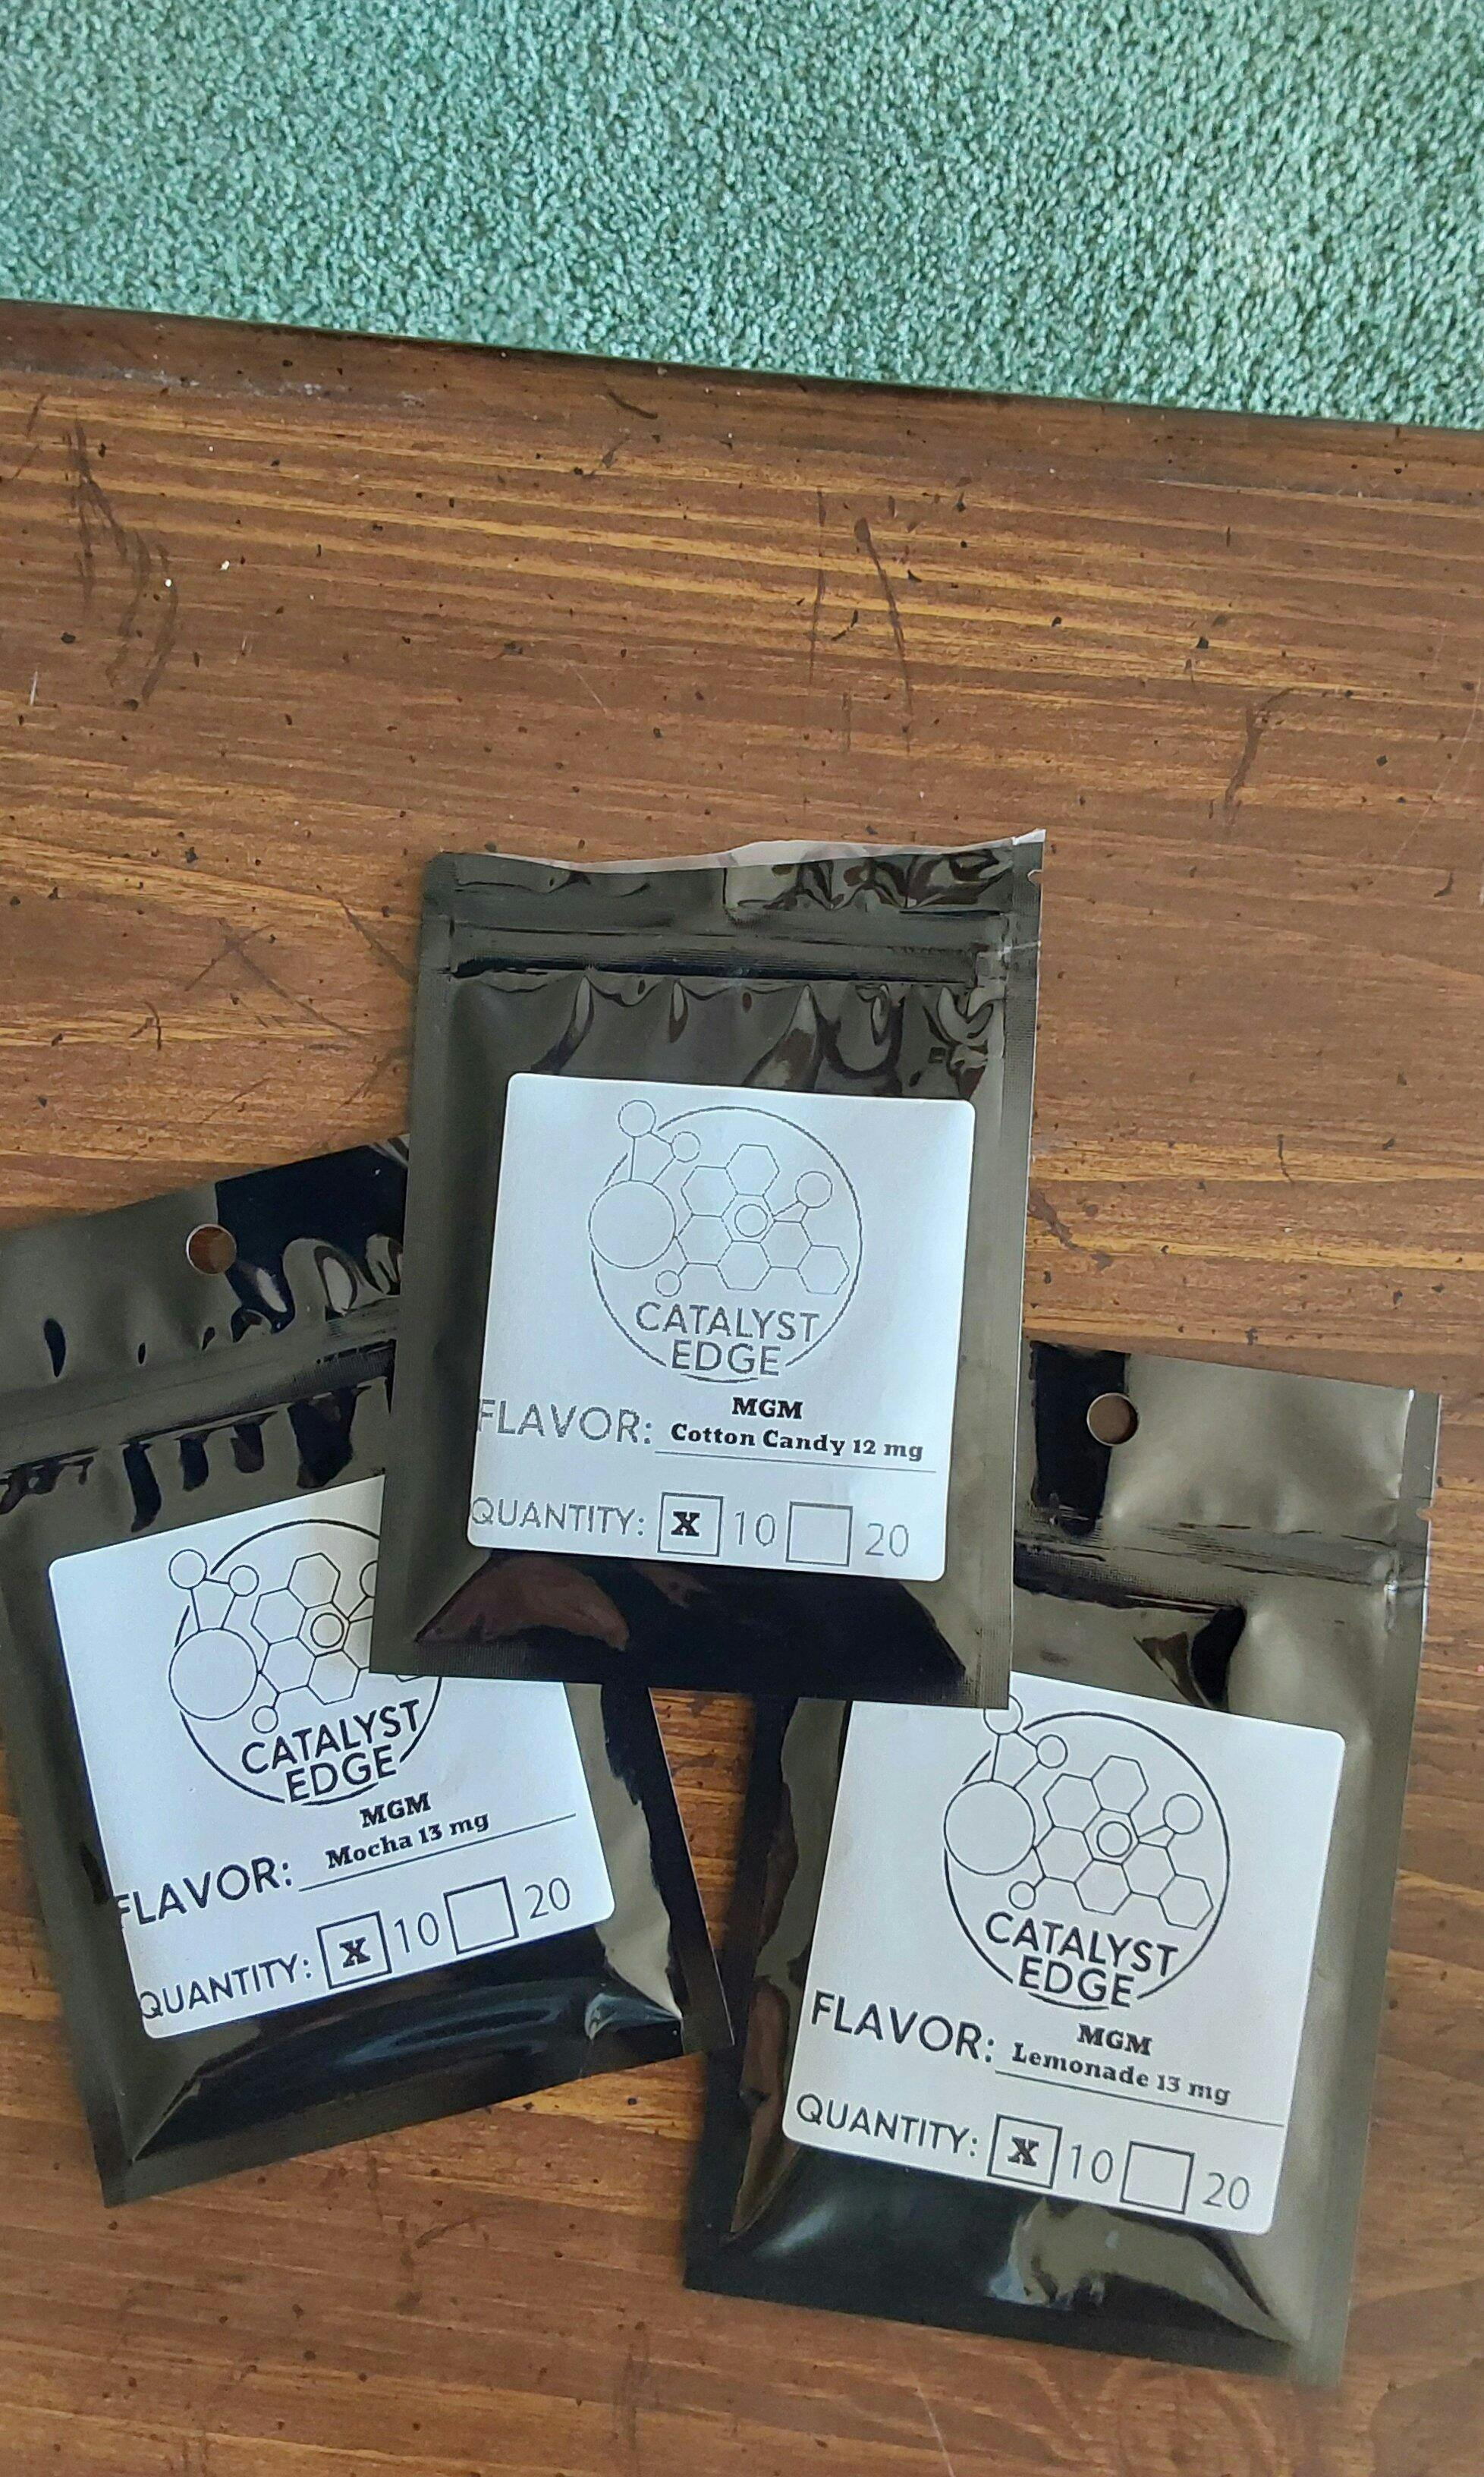 CATALYST
EDGE
FLAVOR: MGM
Cotton Candy 12 mg
QUANTITY: X 10 20
CATALYST
EDGE
FLAVOR: MGM
Mocha 13 mg
QUANTITY: X 10 20
CATALYST
EDGE
FLAVOR: MGM
Lemonade 13 mg
QUANTITY: X 10 20